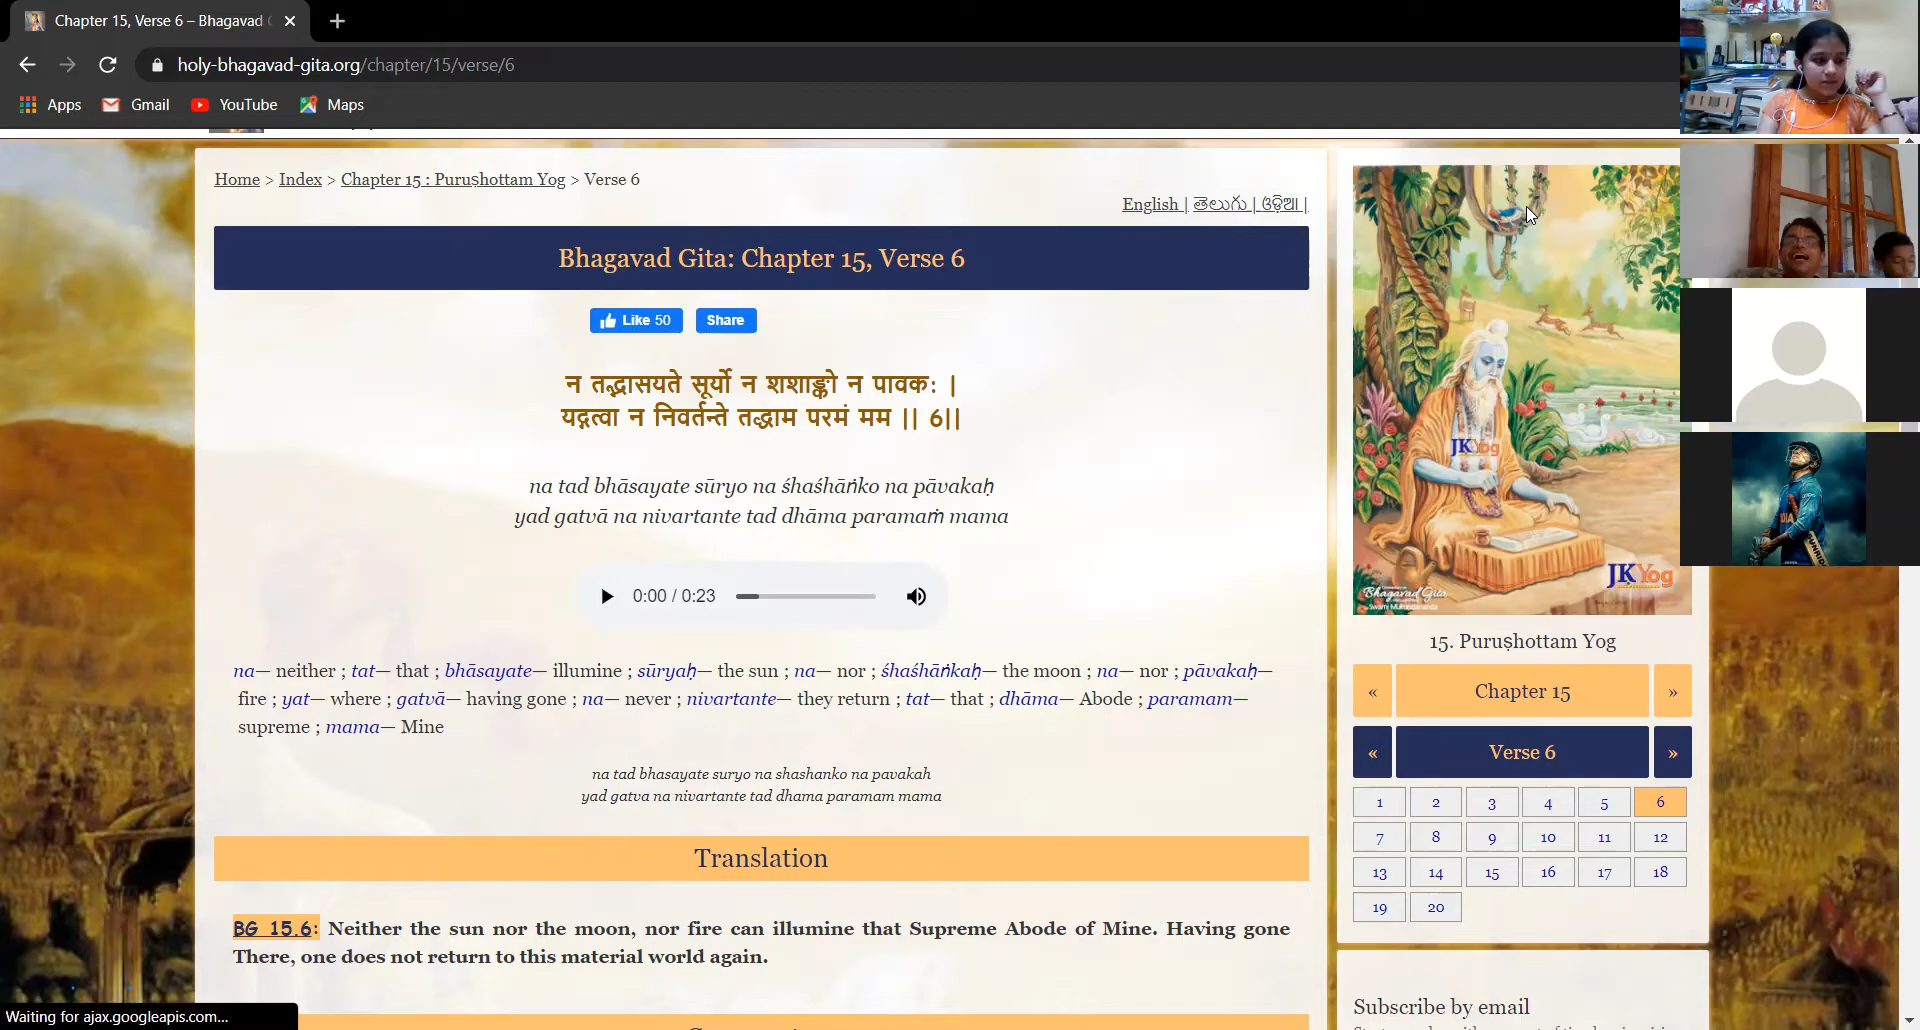 Chapter 15, Verse 6 – Bhagavad
holy-bhagavad-gita.org/chapter/15/verse/6
Apps Gmail YouTube Maps
Home > Index > Chapter 15 : Puruṣhottam Yog > Verse 6
English | తెలుగు | ଓଡ଼ିଆ |
Bhagavad Gita: Chapter 15, Verse 6
Like 50 Share
न तद्भासयते सूर्यो न शशाङ्को न पावक: |
यद्गत्वा न निवर्तन्ते तद्धाम परमं मम || 6||
na tad bhāsayate sūryo na śhaśhāṅko na pāvakaḥ
yad gatvā na nivartante tad dhāma paramaṁ mama
0:00 / 0:23
na— neither ; tat— that ; bhāsayate— illumine ; sūryaḥ— the sun ; na— nor ; śhaśhāṅkaḥ— the moon ; na— nor ; pāvakaḥ—
fire ; yat— where ; gatvā— having gone ; na— never ; nivartante— they return ; tat— that ; dhāma— Abode ; paramam—
supreme ; mama— Mine
na tad bhasayate suryo na shashanko na pavakah
yad gatva na nivartante tad dhama paramam mama
Translation
BG 15.6: Neither the sun nor the moon, nor fire can illumine that Supreme Abode of Mine. Having gone
There, one does not return to this material world again.
Waiting for ajax.googleapis.com...
JKYog
JKYog
Bhagavad Gita
Swami Mukundananda
15. Puruṣhottam Yog
« Chapter 15 »
« Verse 6 »
1 2 3 4 5 6
7 8 9 10 11 12
13 14 15 16 17 18
19 20
Subscribe by email